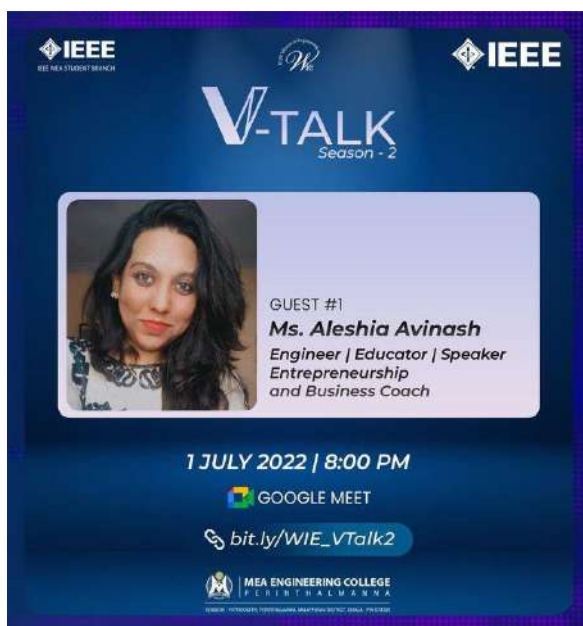 IEEE
IEEE MEA STUDENT BRANCH
WIE
IEEE
V-TALK
Season - 2
GUEST #1
Ms. Aleshia Avinash
Engineer | Educator | Speaker
Entrepreneurship
and Business Coach
1 JULY 2022 | 8:00 PM
GOOGLE MEET
bit.ly/WIE_VTalk2
MEA ENGINEERING COLLEGE
PERINTHALMANNA